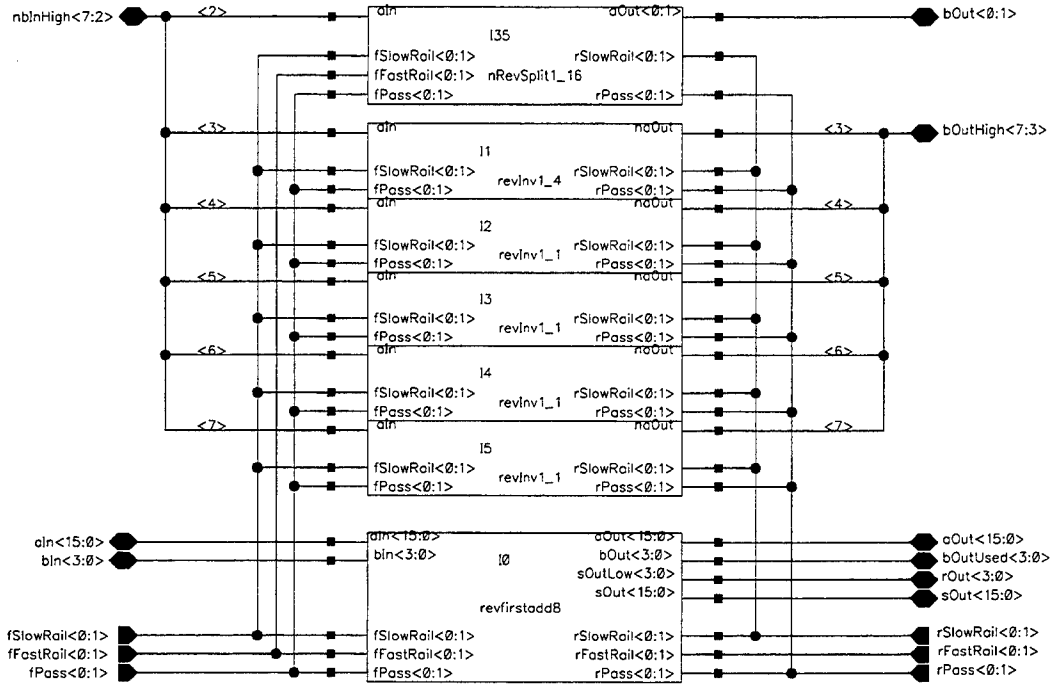 nbInHigh<7:2> <2> aIn aOut<0:1> bOut<0:1>
I35
fSlowRail<0:1> rSlowRail<0:1>
fFastRail<0:1> nRevSplit1_16
fPass<0:1> rPass<0:1>
<3> aIn naOut <3> bOutHigh<7:3>
I1
fSlowRail<0:1> rSlowRail<0:1>
revInv1_4
fPass<0:1> rPass<0:1>
<4> aIn naOut <4>
I2
fSlowRail<0:1> rSlowRail<0:1>
revInv1_1
fPass<0:1> rPass<0:1>
<5> aIn naOut <5>
I3
fSlowRail<0:1> rSlowRail<0:1>
revInv1_1
fPass<0:1> rPass<0:1>
<6> aIn naOut <6>
I4
fSlowRail<0:1> rSlowRail<0:1>
revInv1_1
fPass<0:1> rPass<0:1>
<7> aIn naOut <7>
I5
fSlowRail<0:1> rSlowRail<0:1>
revInv1_1
fPass<0:1> rPass<0:1>
aIn<15:0> aIn<15:0> aOut<15:0> aOut<15:0>
bIn<3:0> bIn<3:0> I0 bOut<3:0> bOutUsed<3:0>
sOutLow<3:0> rOut<3:0>
sOut<15:0> sOut<15:0>
revfirstadd8
fSlowRail<0:1> fSlowRail<0:1> rSlowRail<0:1> rSlowRail<0:1>
fFastRail<0:1> fFastRail<0:1> rFastRail<0:1> rFastRail<0:1>
fPass<0:1> fPass<0:1> rPass<0:1> rPass<0:1>